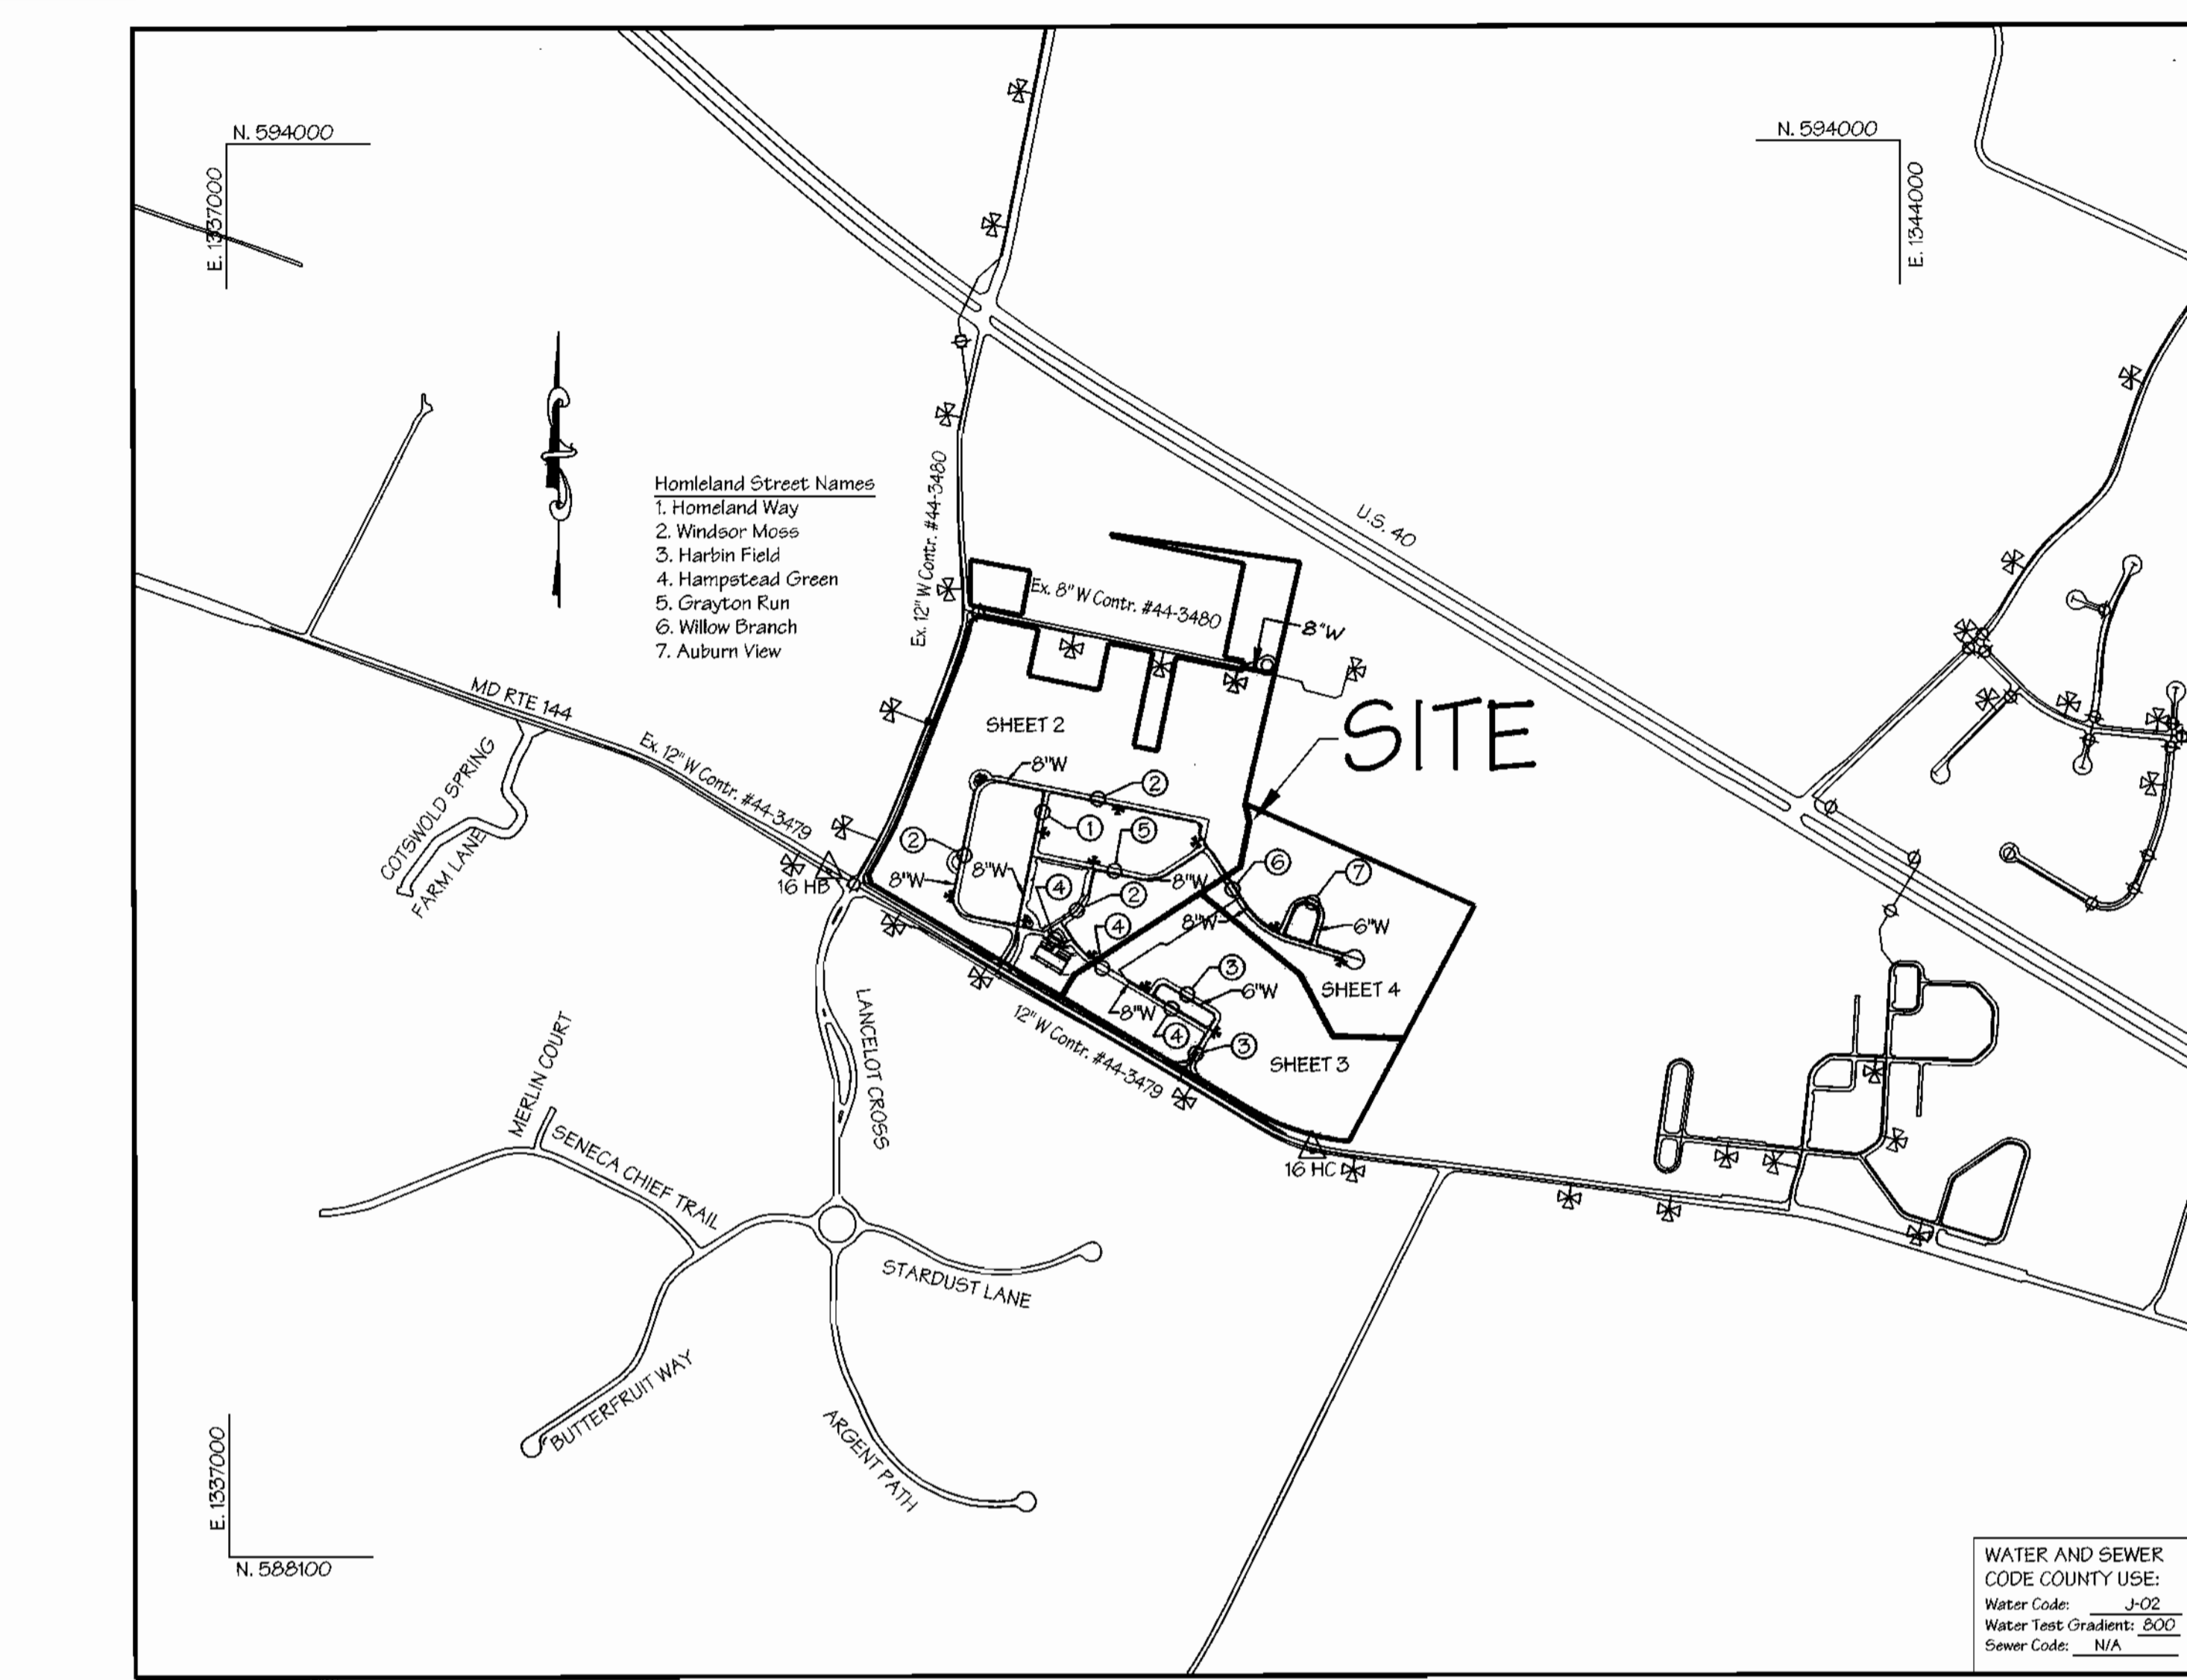 N. 594000
E. 1337000
N. 594000
E. 1344000
Homleland Street Names
1. Homeland Way
2. Windsor Moss
3. Harbin Field
4. Hampstead Green
5. Grayton Run
6. Willow Branch
7. Auburn View
Ex. 12" W Contr. #44-3480
U.S. 40
Ex. 8" W Contr. #44-3480
8"W
SITE
MD RTE 144
Ex. 12" W Contr. #44-3479
COTSWOLD SPRING
FARM LANE
SHEET 2
8"W
2
1
5
2
8"W
8"W
4
8"W
6
7
2
8"W
4
6"W
16 HB
3
6"W
SHEET 4
8"W
4
3
SHEET 3
12" W Contr. #44-3479
LANCELOT CROSS
MERLIN COURT
SENECA CHIEF TRAIL
16 HC
STARDUST LANE
BUTTERFRUIT WAY
ARGENT PATH
E. 1337000
N. 588100
WATER AND SEWER
CODE COUNTY USE:
Water Code: J-02
Water Test Gradient: 800
Sewer Code: N/A